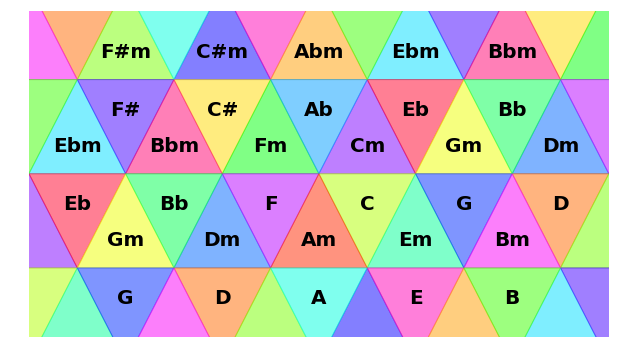 F#m C#m Abm Ebm Bbm
F# C# Ab Eb Bb
Ebm Bbm Fm Cm Gm Dm
Eb Bb F C G D
Gm Dm Am Em Bm
G D A E B